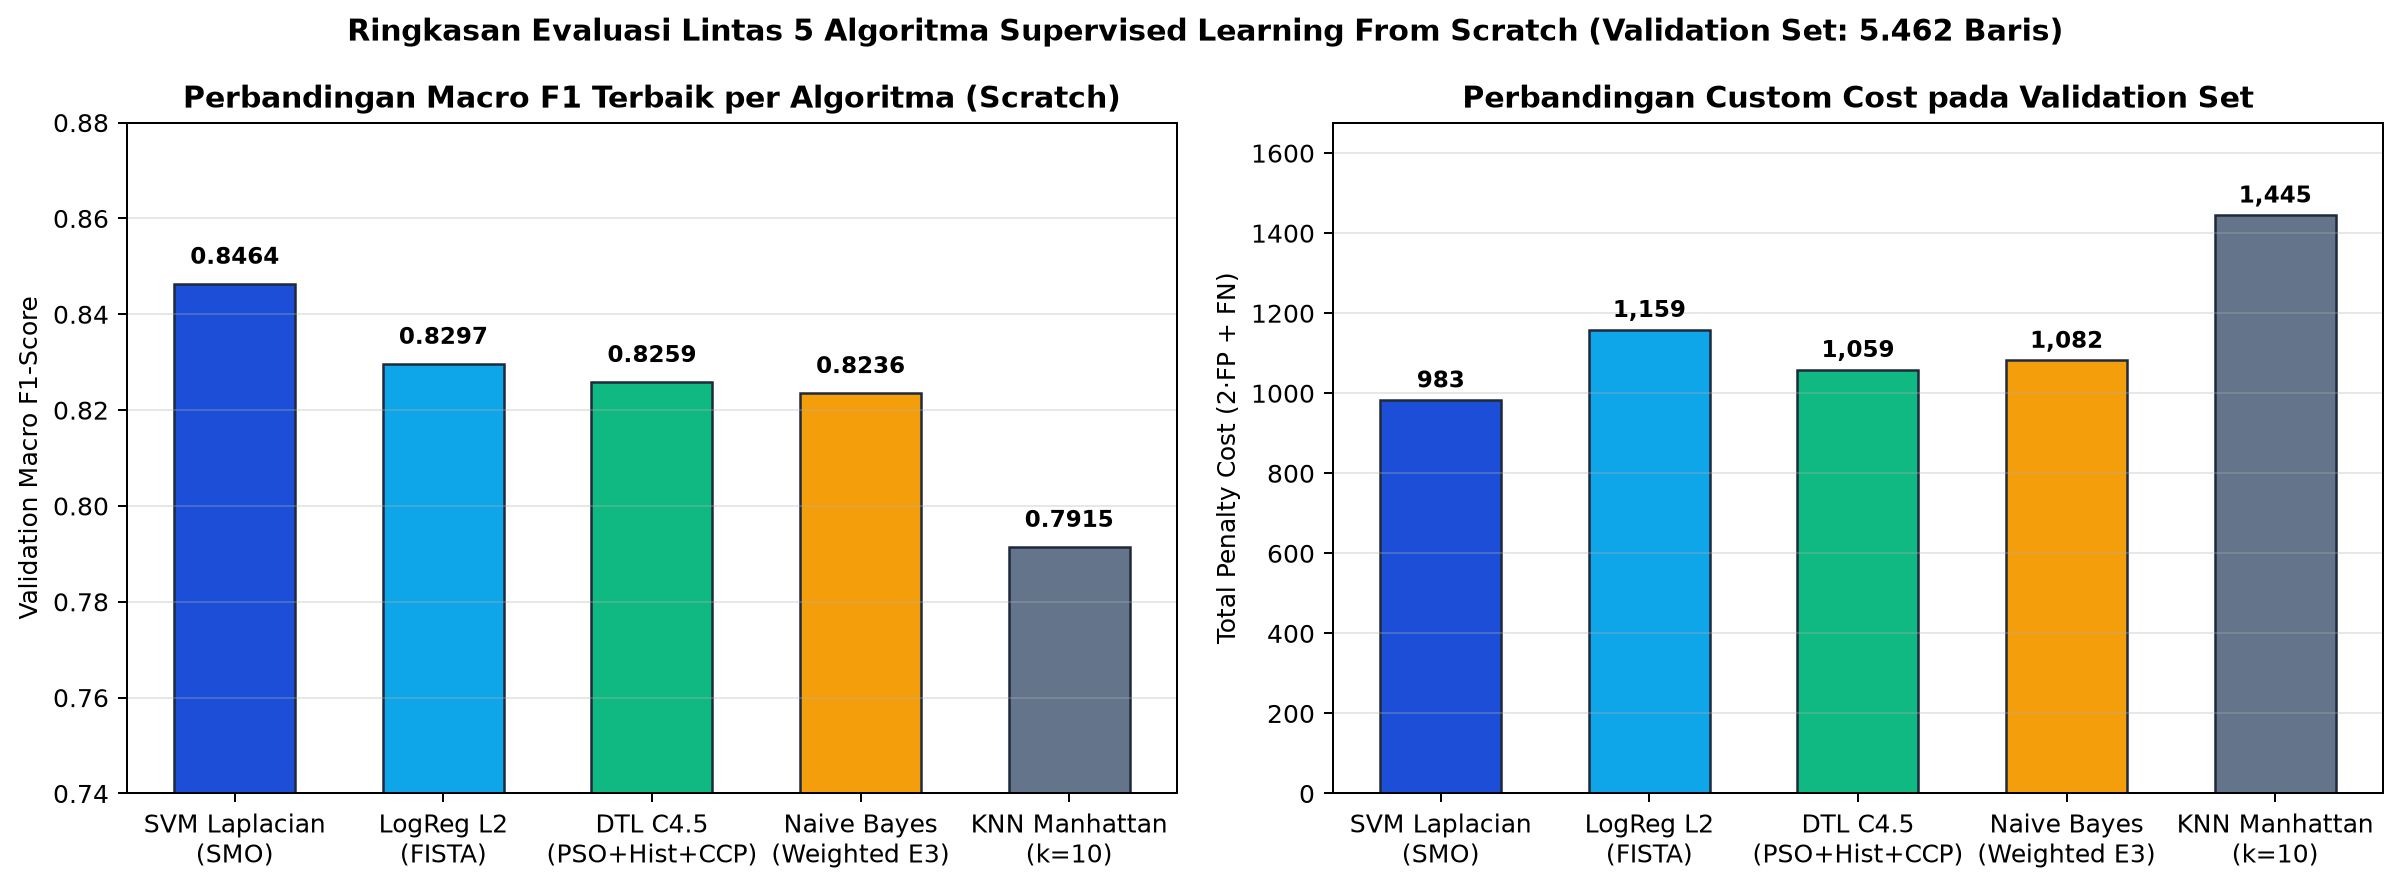 Ringkasan Evaluasi Lintas 5 Algoritma Supervised Learning From Scratch (Validation Set: 5.462 Baris)
Perbandingan Macro F1 Terbaik per Algoritma (Scratch)
Validation Macro F1-Score
0.88
0.86
0.84
0.82
0.80
0.78
0.76
0.74
0.8464
0.8297
0.8259
0.8236
0.7915
SVM Laplacian
(SMO)
LogReg L2
(FISTA)
DTL C4.5
(PSO+Hist+CCP)
Naive Bayes
(Weighted E3)
KNN Manhattan
(k=10)
Perbandingan Custom Cost pada Validation Set
Total Penalty Cost (2·FP + FN)
1600
1400
1200
1000
800
600
400
200
0
983
1,159
1,059
1,082
1,445
SVM Laplacian
(SMO)
LogReg L2
(FISTA)
DTL C4.5
(PSO+Hist+CCP)
Naive Bayes
(Weighted E3)
KNN Manhattan
(k=10)